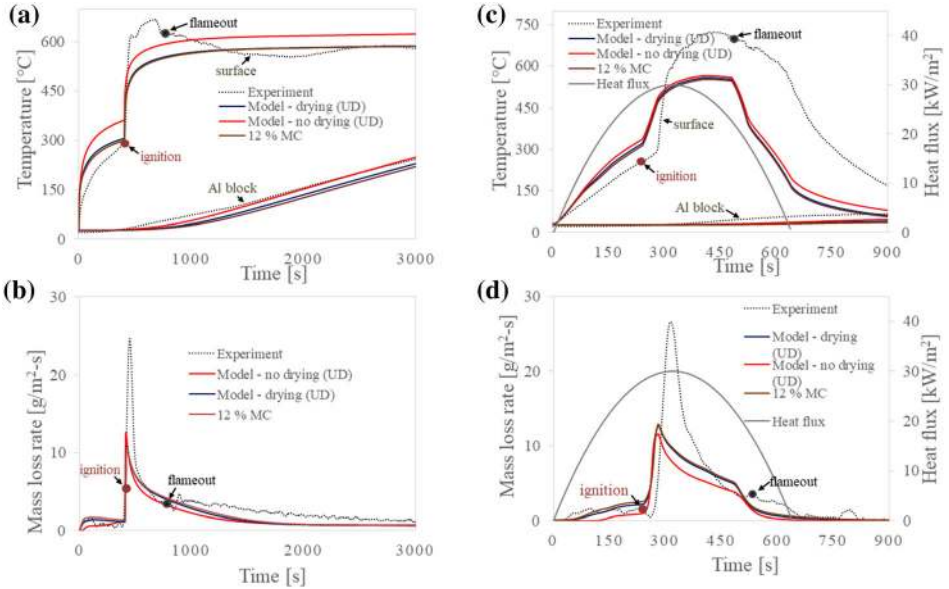 (a)
Temperature [°C]
600
450
300
150
0
flameout
surface
Experiment
Model - drying (UD)
Model - no drying (UD)
12 % MC
ignition
Al block
0 1000 2000 3000
Time [s]
(c)
Temperature [°C]
900
750
600
450
300
150
0
Experiment
Model - drying (UD)
Model - no drying (UD)
12 % MC
Heat flux
flameout
surface
ignition
Al block
40
30
20
10
0
Heat flux [kW/m²]
0 150 300 450 600 750 900
Time [s]
(b)
Mass loss rate [g/m²-s]
30
20
10
0
Experiment
Model - no drying (UD)
Model - drying (UD)
12 % MC
ignition
flameout
0 1000 2000 3000
Time [s]
(d)
Mass loss rate [g/m²-s]
30
20
10
0
Experiment
Model - drying
(UD)
Model - no drying
(UD)
12 % MC
Heat flux
ignition
flameout
40
30
20
10
0
Heat flux [kW/m²]
0 150 300 450 600 750 900
Time [s]